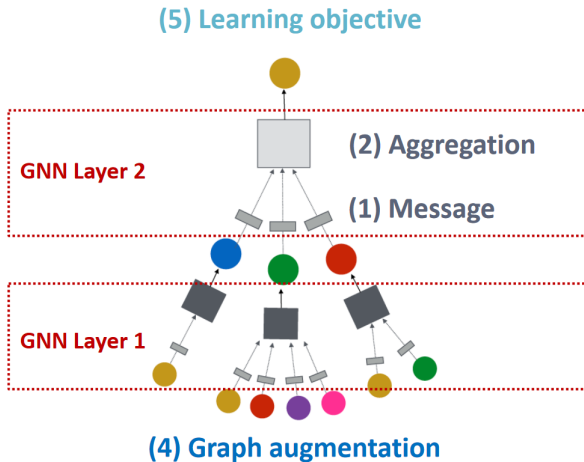 (5) Learning objective
GNN Layer 2
(2) Aggregation
(1) Message
GNN Layer 1
(4) Graph augmentation